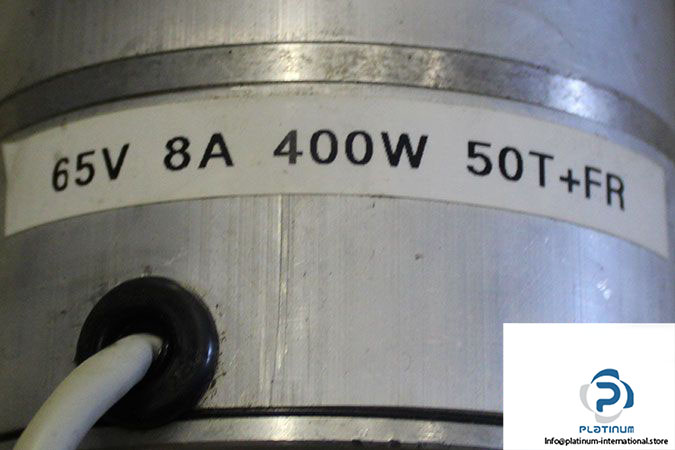 65V 8A 400W 50T+FR
PLATINUM
Info@platinum-international.store